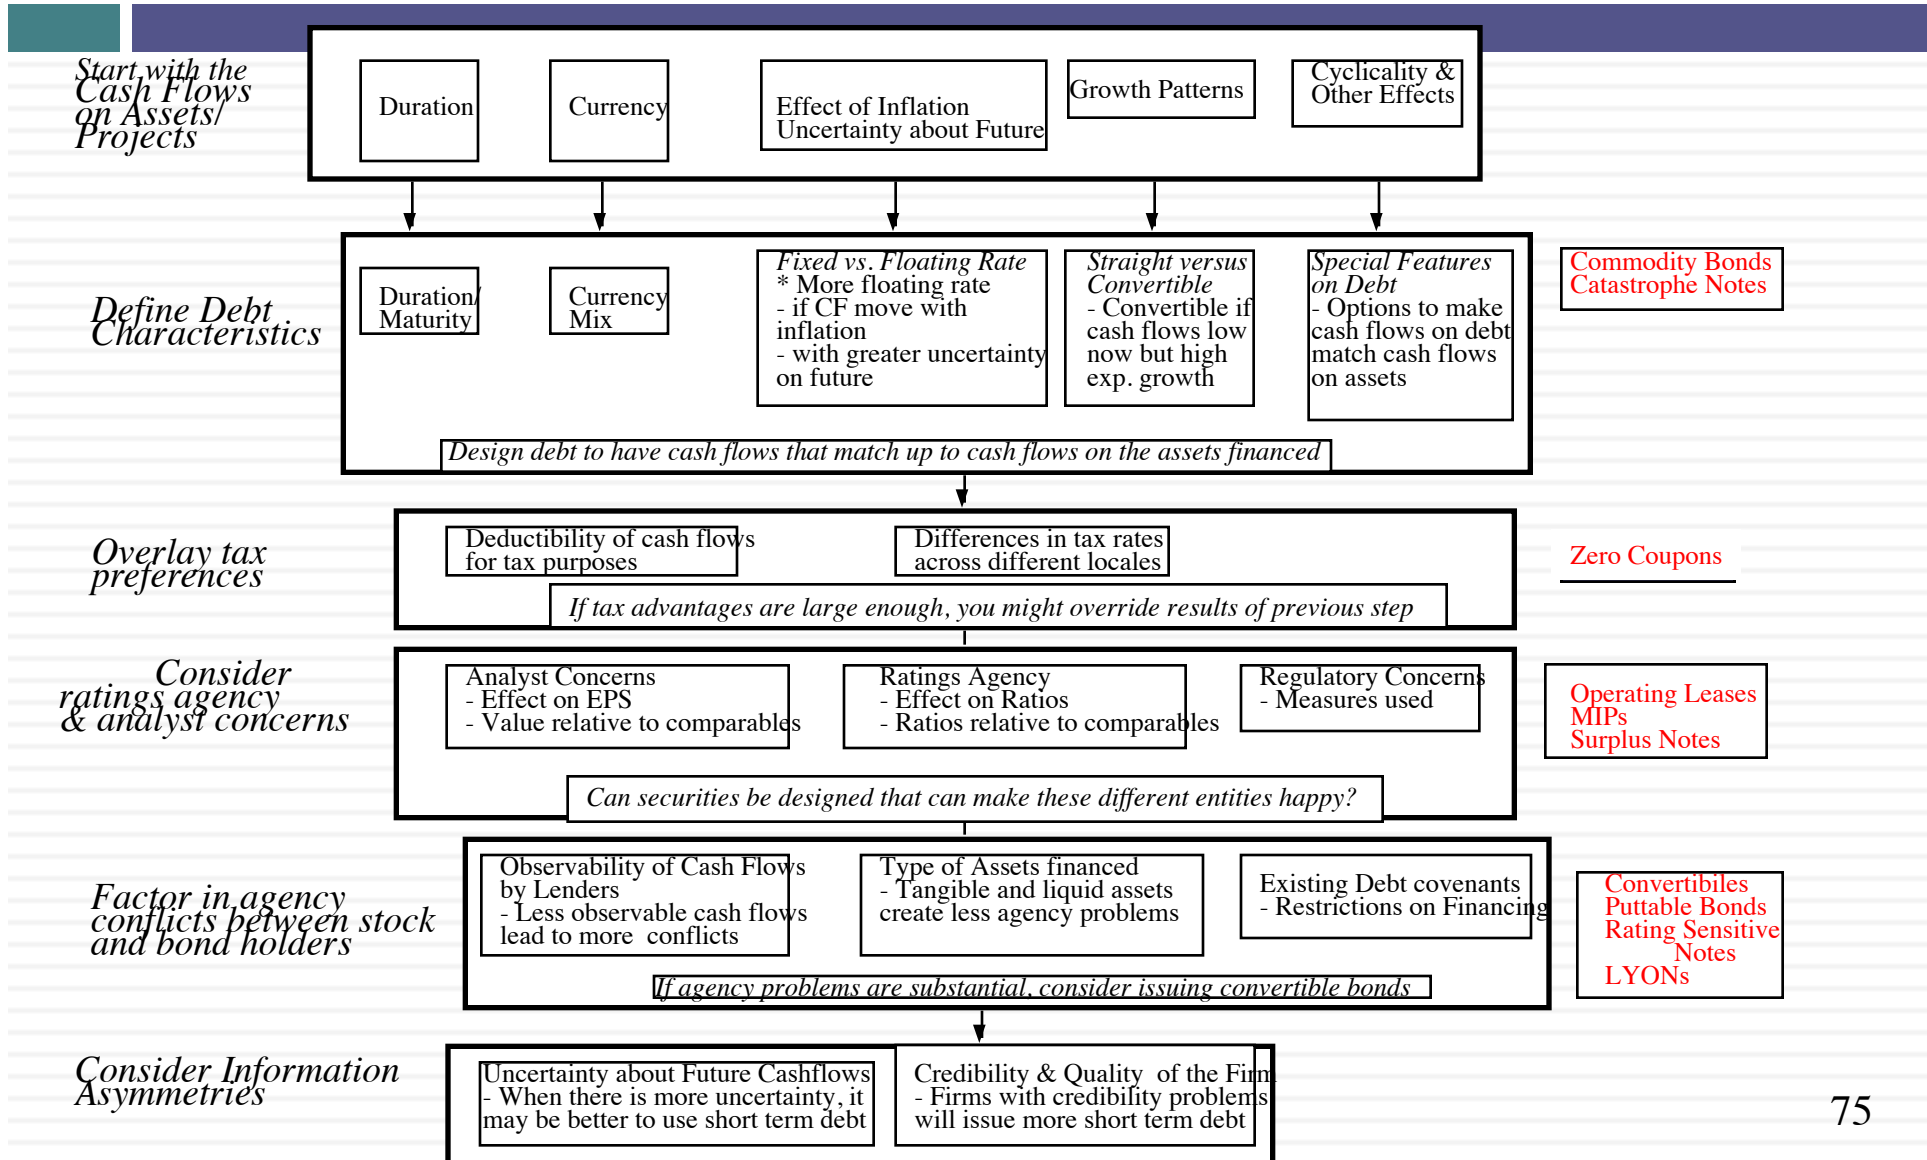 Start with the
Cash Flows
on Assets/
Projects
Duration
Currency
Effect of Inflation
Uncertainty about Future
Growth Patterns
Cyclicality &
Other Effects
Define Debt
Characteristics
Duration/
Maturity
Currency
Mix
Fixed vs. Floating Rate
* More floating rate
- if CF move with
inflation
- with greater uncertainty
on future
Straight versus
Convertible
- Convertible if
cash flows low
now but high
exp. growth
Special Features
on Debt
- Options to make
cash flows on debt
match cash flows
on assets
Commodity Bonds
Catastrophe Notes
Design debt to have cash flows that match up to cash flows on the assets financed
Overlay tax
preferences
Deductibility of cash flows
for tax purposes
Differences in tax rates
across different locales
Zero Coupons
If tax advantages are large enough, you might override results of previous step
Consider
ratings agency
& analyst concerns
Analyst Concerns
- Effect on EPS
- Value relative to comparables
Ratings Agency
- Effect on Ratios
- Ratios relative to comparables
Regulatory Concerns
- Measures used
Operating Leases
MIPs
Surplus Notes
Can securities be designed that can make these different entities happy?
Factor in agency
conflicts between stock
and bond holders
Observability of Cash Flows
by Lenders
- Less observable cash flows
lead to more  conflicts
Type of Assets financed
- Tangible and liquid assets
create less agency problems
Existing Debt covenants
- Restrictions on Financing
Convertibiles
Puttable Bonds
Rating Sensitive
Notes
LYONs
If agency problems are substantial, consider issuing convertible bonds
Consider Information
Asymmetries
Uncertainty about Future Cashflows
- When there is more uncertainty, it
may be better to use short term debt
Credibility & Quality  of the Firm
- Firms with credibility problems
will issue more short term debt
75